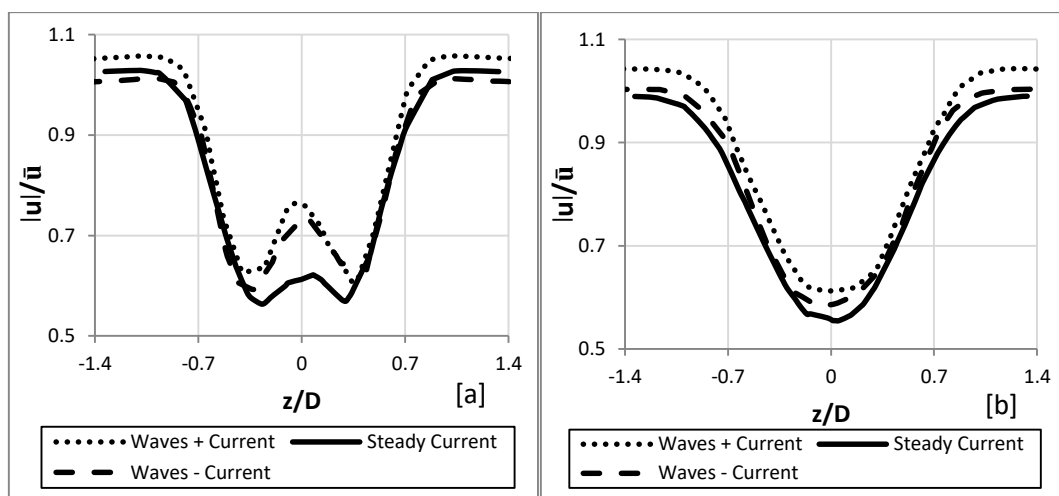 1.1
0.9
0.7
0.5
|u|/ū
-1.4 -0.7 0 0.7 1.4
z/D
[a]
Waves + Current Steady Current
Waves - Current
1.1
0.9
0.7
0.5
|u|/ū
-1.4 -0.7 0 0.7 1.4
z/D
[b]
Waves + Current Steady Current
Waves - Current